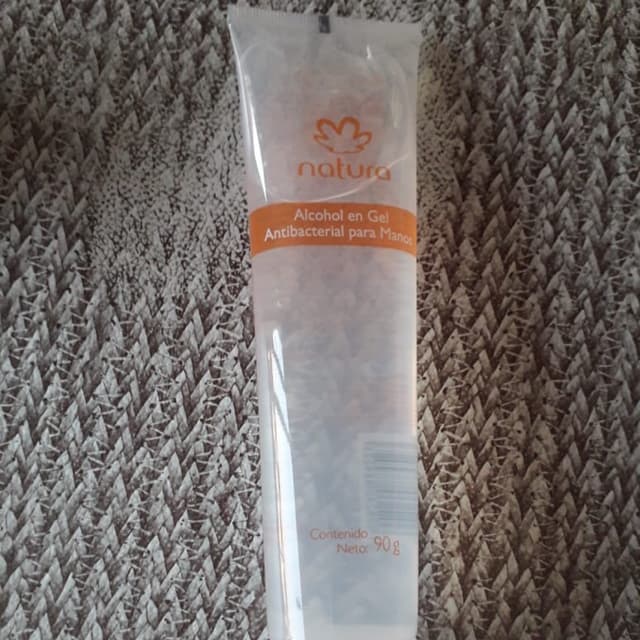 natura
Alcohol en Gel
Antibacterial para Manos
Contenido
Neto: 90 g